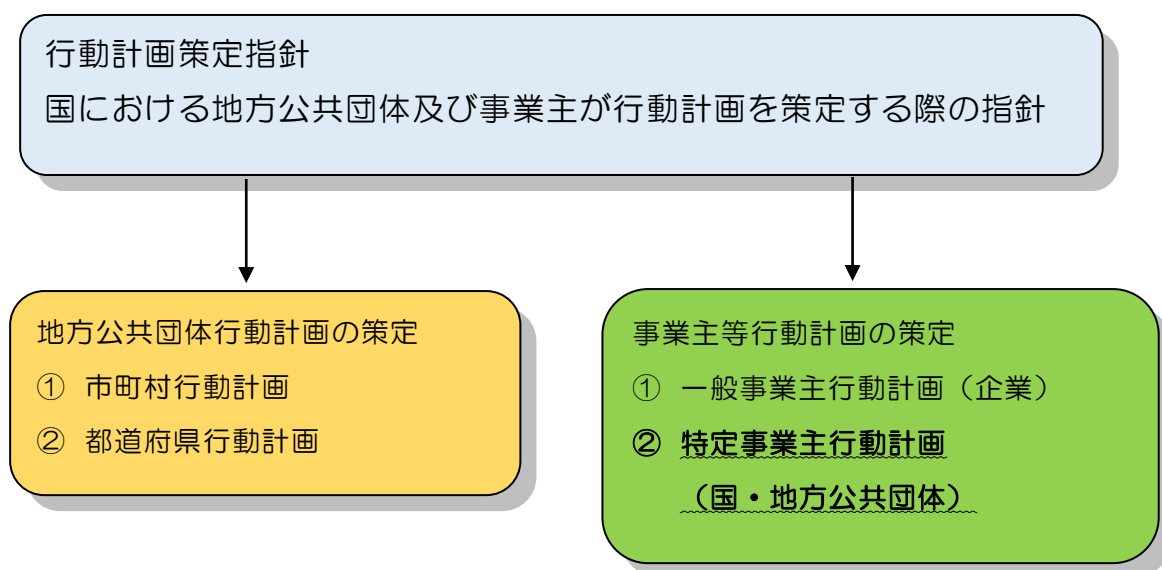 行動計画策定指針
国における地方公共団体及び事業主が行動計画を策定する際の指針
地方公共団体行動計画の策定
① 市町村行動計画
② 都道府県行動計画
事業主等行動計画の策定
① 一般事業主行動計画（企業）
② 特定事業主行動計画
（国・地方公共団体）